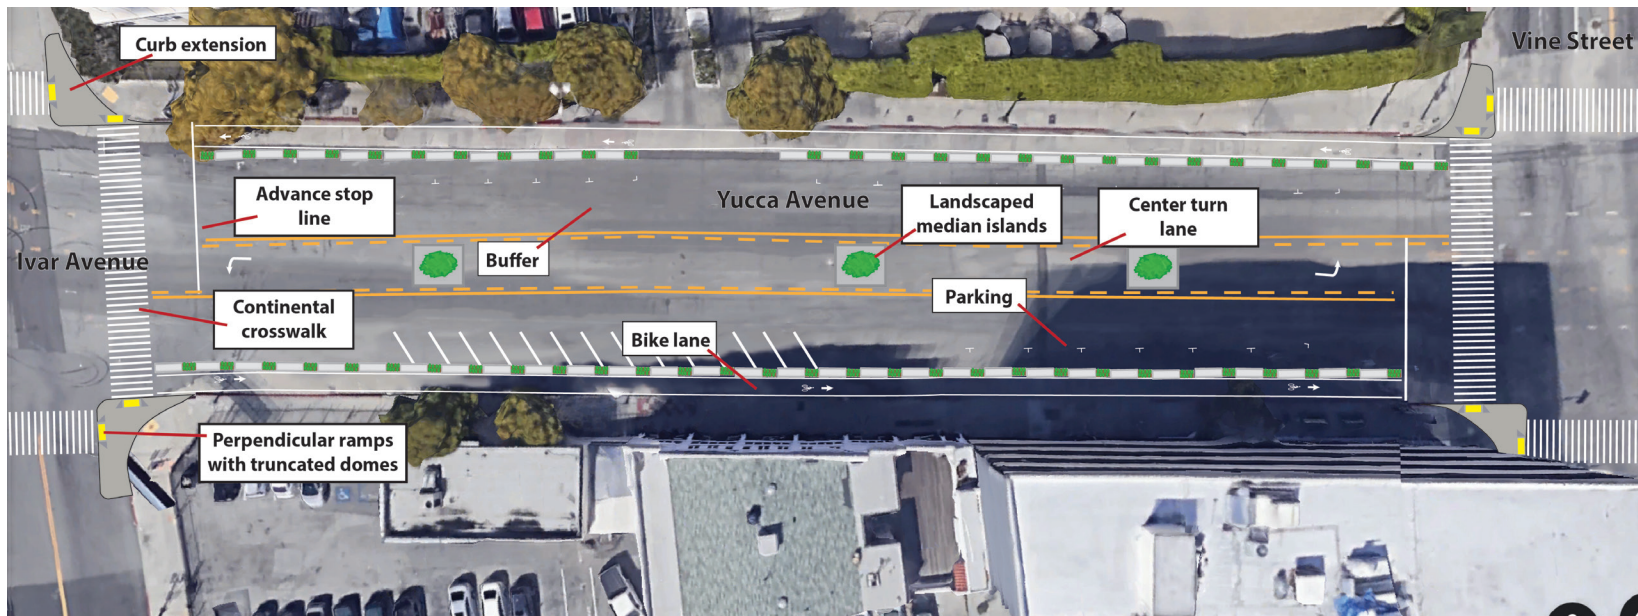 Curb extension
Vine Street
Advance stop
line
Yucca Avenue
Landscaped
median islands
Center turn
lane
Ivar Avenue
Buffer
Continental
crosswalk
Parking
Bike lane
Perpendicular ramps
with truncated domes